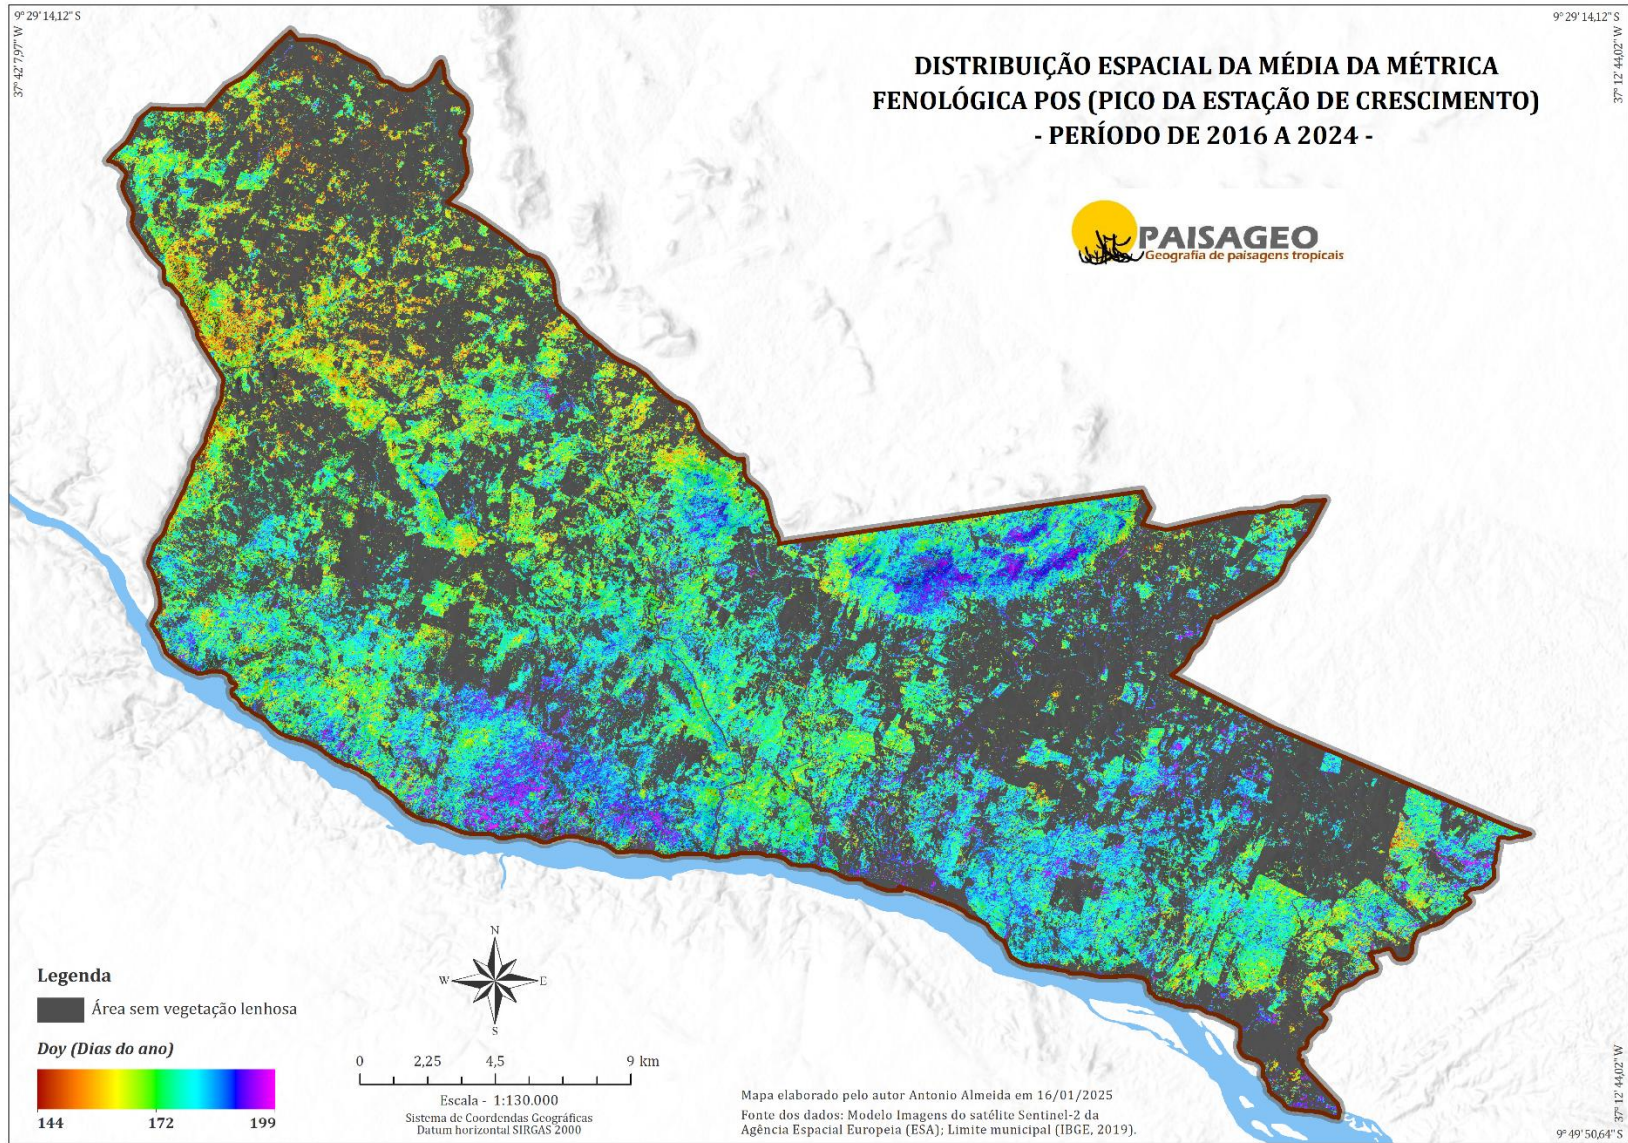 9° 29' 14,12" S
9° 29' 14,12" S
37° 42' 7,97" W
37° 12' 44,02" W
DISTRIBUIÇÃO ESPACIAL DA MÉDIA DA MÉTRICA
FENOLÓGICA POS (PICO DA ESTAÇÃO DE CRESCIMENTO)
- PERÍODO DE 2016 A 2024 -
PAISAGEO
Geografia de paisagens tropicais
N
W
E
S
Legenda
Área sem vegetação lenhosa
Doy (Dias do ano)
144 172 199
0 2,25 4,5 9 km
Escala - 1:130.000
Sistema de Coordendas Geográficas
Datum horizontal SIRGAS 2000
Mapa elaborado pelo autor Antonio Almeida em 16/01/2025
Fonte dos dados: Modelo Imagens do satélite Sentinel-2 da
Agência Espacial Europeia (ESA); Limite municipal (IBGE, 2019).
37° 12' 44,02" W
9° 49' 50,64" S